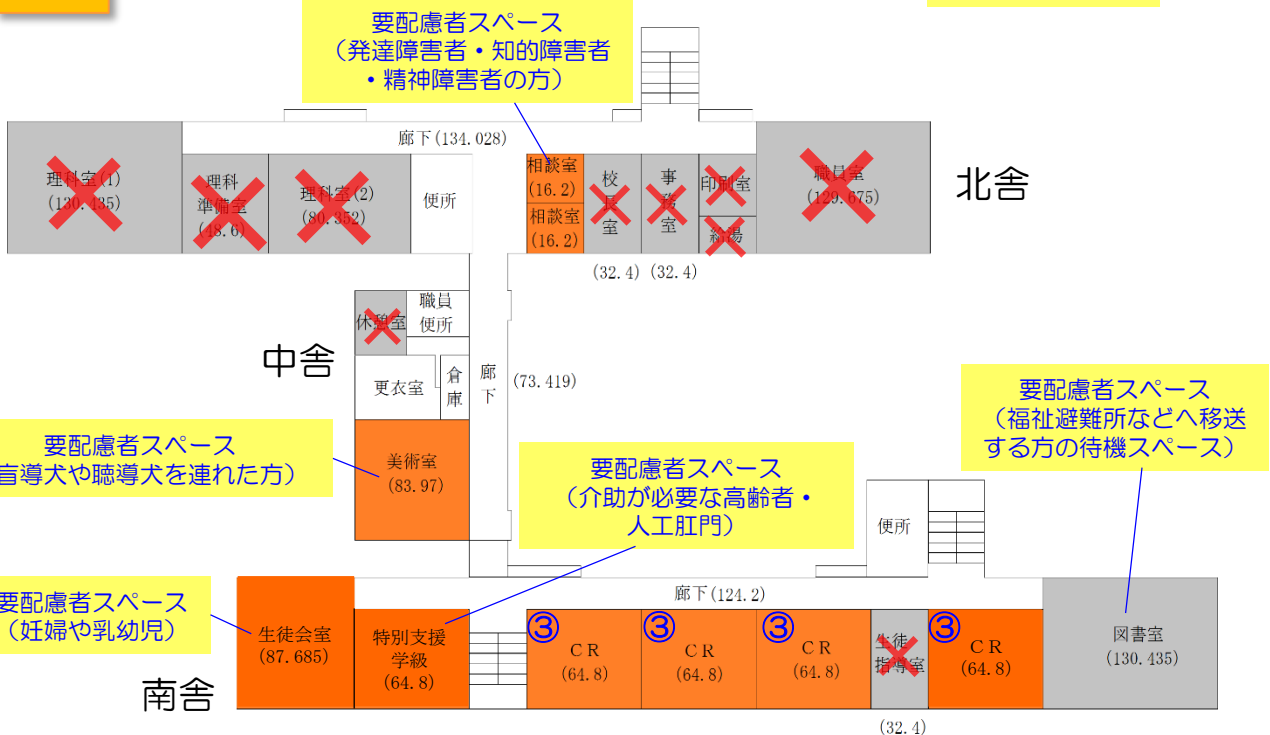 要配慮者スペース
（発達障害者・知的障害者
・精神障害者の方）
廊下(134.028)
理科室(1)
(130.435)
理科
準備室
(48.6)
理科室(2)
(80.352)
便所
相談室
(16.2)
相談室
(16.2)
校
長
室
(32.4)
事
務
室
(32.4)
印刷室
給湯
職員室
(129.675)
北舎
休憩室
職員
便所
中舎
更衣室
倉
庫
廊
下
(73.419)
要配慮者スペース
盲導犬や聴導犬を連れた方）
美術室
(83.97)
要配慮者スペース
（介助が必要な高齢者・
人工肛門）
要配慮者スペース
（福祉避難所などへ移送
する方の待機スペース）
便所
廊下(124.2)
要配慮者スペース
（妊婦や乳幼児）
生徒会室
(87.685)
特別支援
学級
(64.8)
③
ＣＲ
(64.8)
③
ＣＲ
(64.8)
③
ＣＲ
(64.8)
生徒
指導室
(32.4)
③
ＣＲ
(64.8)
図書室
(130.435)
南舎